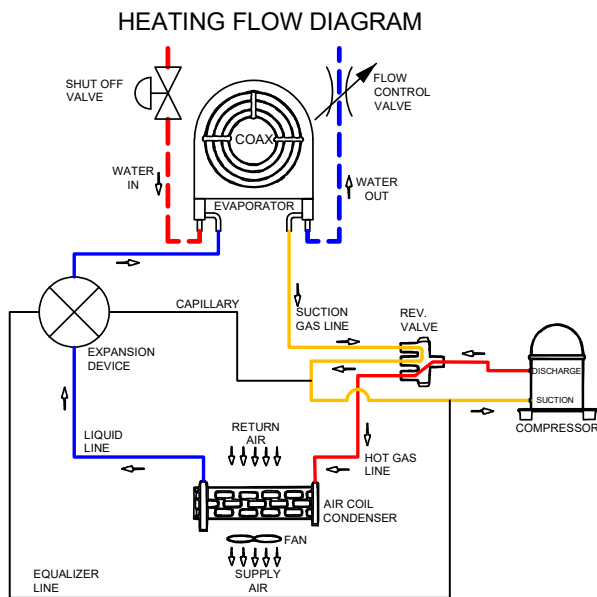 HEATING FLOW DIAGRAM
SHUT OFF
VALVE
FLOW
CONTROL
VALVE
COAX
WATER
IN
WATER
OUT
EVAPORATOR
CAPILLARY
SUCTION
GAS LINE
REV.
VALVE
EXPANSION
DEVICE
DISCHARGE
SUCTION
COMPRESSOR
LIQUID
LINE
RETURN
AIR
HOT GAS
LINE
AIR COIL
CONDENSER
FAN
EQUALIZER
LINE
SUPPLY
AIR